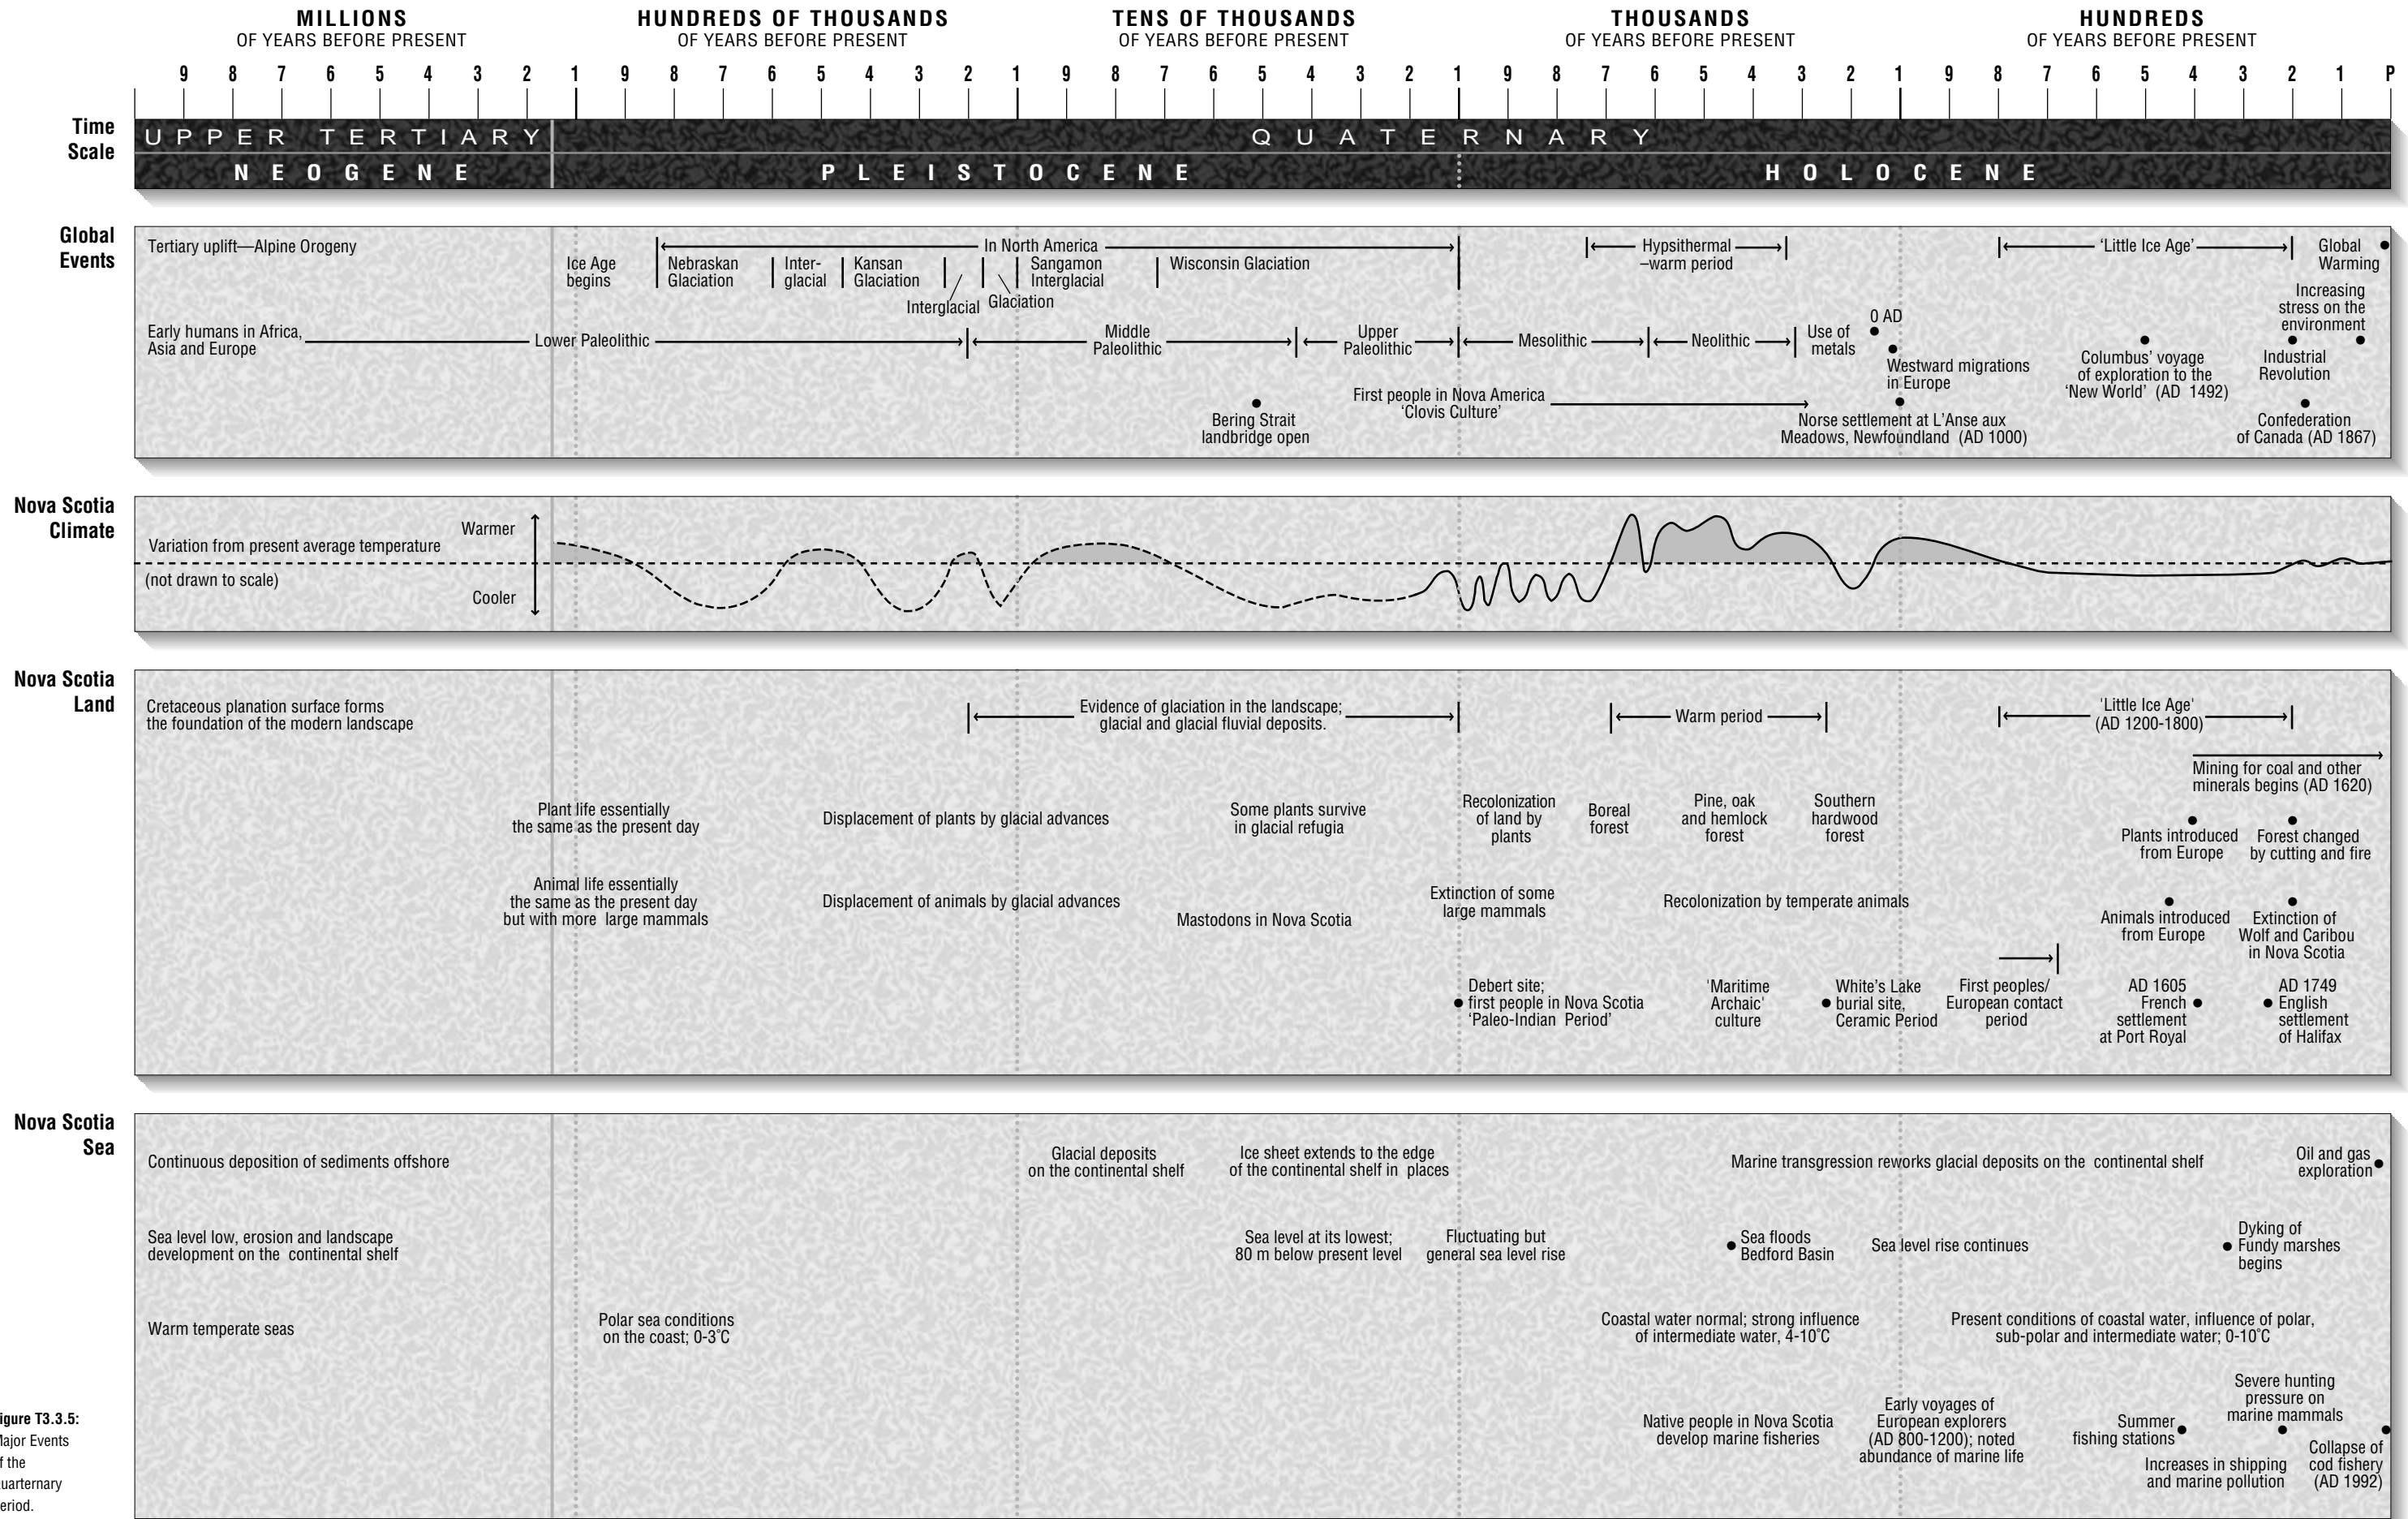 MILLIONS
OF YEARS BEFORE PRESENT
HUNDREDS OF THOUSANDS
OF YEARS BEFORE PRESENT
TENS OF THOUSANDS
OF YEARS BEFORE PRESENT
THOUSANDS
OF YEARS BEFORE PRESENT
HUNDREDS
OF YEARS BEFORE PRESENT
9 8 7 6 5 4 3 2 1 9 8 7 6 5 4 3 2 1 9 8 7 6 5 4 3 2 1 9 8 7 6 5 4 3 2 1 9 8 7 6 5 4 3 2 1 P
Time
Scale
UPPER TERTIARY
QUATERNARY
NEOGENE
PLEISTOCENE
HOLOCENE
Global
Events
Tertiary uplift—Alpine Orogeny
Ice Age
begins
In North America
Nebraskan
Glaciation
Inter-
glacial
Kansan
Glaciation
Interglacial
Glaciation
Sangamon
Interglacial
Wisconsin Glaciation
Hypsithermal
–warm period
'Little Ice Age'
Global
Warming
Increasing
stress on the
environment
Early humans in Africa,
Asia and Europe
Lower Paleolithic
Middle
Paleolithic
Upper
Paleolithic
Mesolithic
Neolithic
Use of
metals
0 AD
Westward migrations
in Europe
Columbus' voyage
of exploration to the
'New World' (AD 1492)
Industrial
Revolution
Bering Strait
landbridge open
First people in Nova America
'Clovis Culture'
Norse settlement at L'Anse aux
Meadows, Newfoundland (AD 1000)
Confederation
of Canada (AD 1867)
Nova Scotia
Climate
Warmer
Variation from present average temperature
(not drawn to scale)
Cooler
Nova Scotia
Land
Cretaceous planation surface forms
the foundation of the modern landscape
Evidence of glaciation in the landscape;
glacial and glacial fluvial deposits.
Warm period
'Little Ice Age'
(AD 1200-1800)
Mining for coal and other
minerals begins (AD 1620)
Plant life essentially
the same as the present day
Displacement of plants by glacial advances
Some plants survive
in glacial refugia
Recolonization
of land by
plants
Boreal
forest
Pine, oak
and hemlock
forest
Southern
hardwood
forest
Plants introduced
from Europe
Forest changed
by cutting and fire
Animal life essentially
the same as the present day
but with more large mammals
Displacement of animals by glacial advances
Mastodons in Nova Scotia
Extinction of some
large mammals
Recolonization by temperate animals
Animals introduced
from Europe
Extinction of
Wolf and Caribou
in Nova Scotia
Debert site;
first people in Nova Scotia
'Paleo-Indian Period'
'Maritime
Archaic'
culture
White's Lake
burial site,
Ceramic Period
First peoples/
European contact
period
AD 1605
French
settlement
at Port Royal
AD 1749
English
settlement
of Halifax
Nova Scotia
Sea
Continuous deposition of sediments offshore
Glacial deposits
on the continental shelf
Ice sheet extends to the edge
of the continental shelf in places
Marine transgression reworks glacial deposits on the continental shelf
Oil and gas
exploration
Sea level low, erosion and landscape
development on the continental shelf
Sea level at its lowest;
80 m below present level
Fluctuating but
general sea level rise
Sea floods
Bedford Basin
Sea level rise continues
Dyking of
Fundy marshes
begins
Warm temperate seas
Polar sea conditions
on the coast; 0-3˚C
Coastal water normal; strong influence
of intermediate water, 4-10˚C
Present conditions of coastal water, influence of polar,
sub-polar and intermediate water; 0-10˚C
Native people in Nova Scotia
develop marine fisheries
Early voyages of
European explorers
(AD 800-1200); noted
abundance of marine life
Summer
fishing stations
Severe hunting
pressure on
marine mammals
Increases in shipping
and marine pollution
Collapse of
cod fishery
(AD 1992)
igure T3.3.5:
ajor Events
f the
uarternary
eriod.